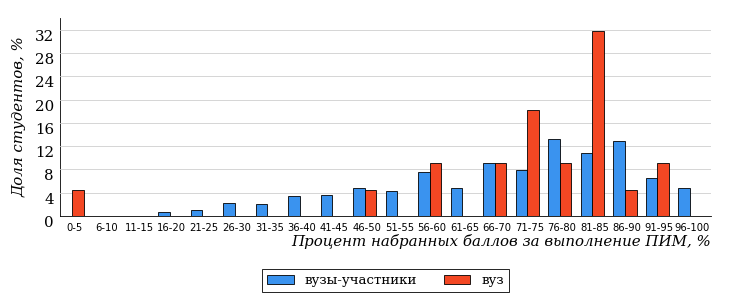 Доля студентов, %
32
28
24
20
16
12
8
4
0
0-5 6-10 11-15 16-20 21-25 26-30 31-35 36-40 41-45 46-50 51-55 56-60 61-65 66-70 71-75 76-80 81-85 86-90 91-95 96-100
Процент набранных баллов за выполнение ПИМ, %
вузы-участники вуз